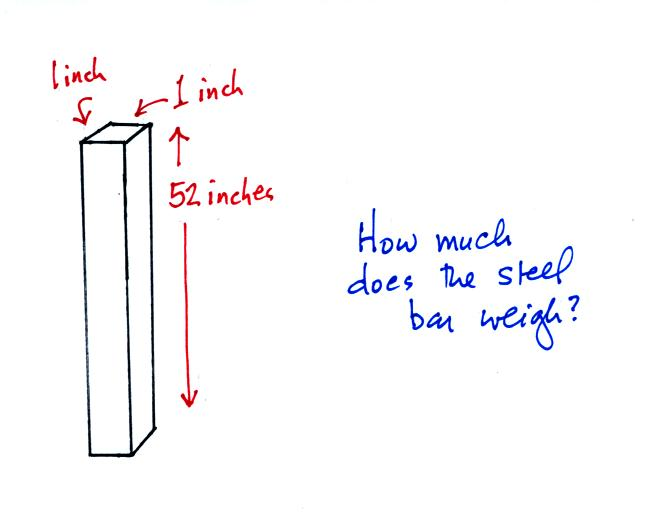 1 inch
1 inch
52 inches
How much
does the steel
bar weigh?